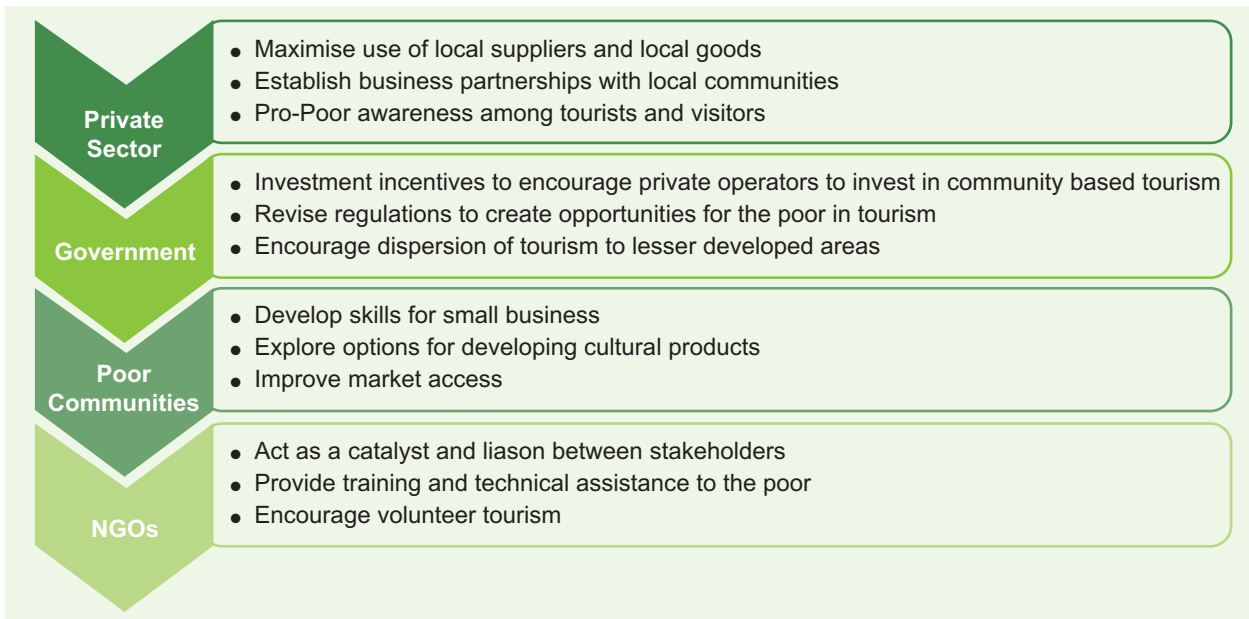 Private
Sector
● Maximise use of local suppliers and local goods
● Establish business partnerships with local communities
● Pro-Poor awareness among tourists and visitors
Government
● Investment incentives to encourage private operators to invest in community based tourism
● Revise regulations to create opportunities for the poor in tourism
● Encourage dispersion of tourism to lesser developed areas
Poor
Communities
● Develop skills for small business
● Explore options for developing cultural products
● Improve market access
NGOs
● Act as a catalyst and liason between stakeholders
● Provide training and technical assistance to the poor
● Encourage volunteer tourism